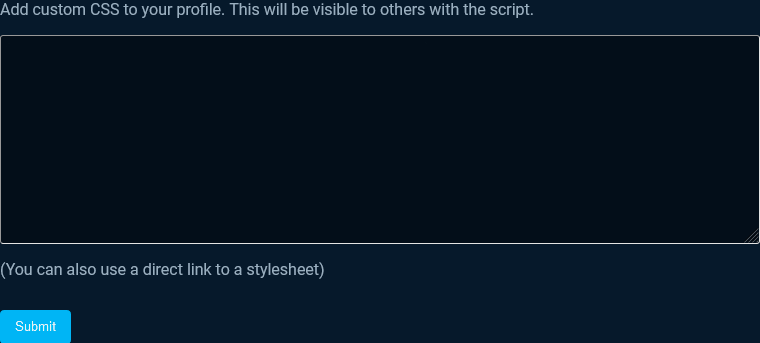 Add custom CSS to your profile. This will be visible to others with the script.
(You can also use a direct link to a stylesheet)
Submit